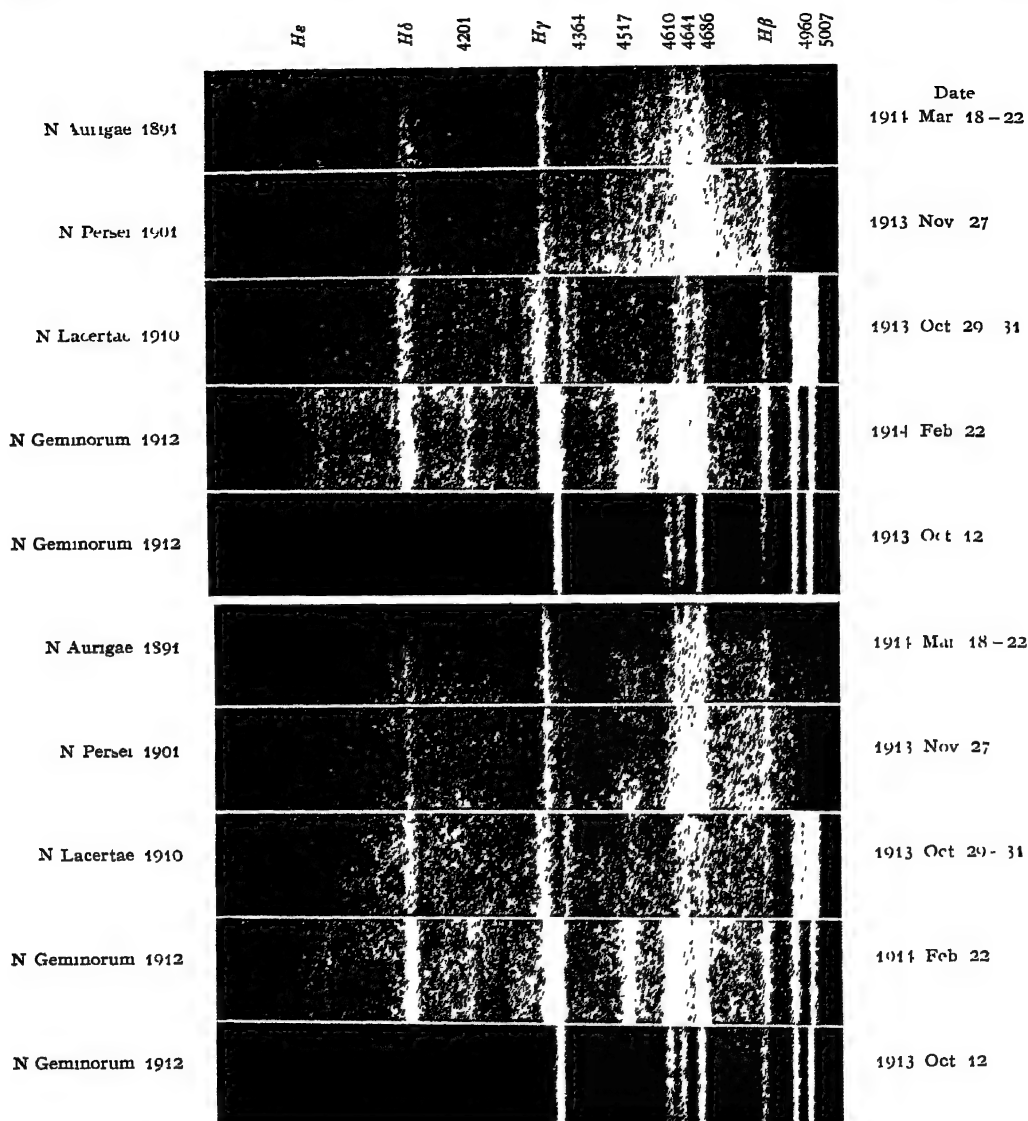 Hε Hδ 4201 Hγ 4364 4517 4610 4641 4686 Hβ 4960 5007
Date
N Aurigae 1891 1914 Mar 18-22
N Persei 1901 1913 Nov 27
N Lacertae 1910 1913 Oct 29 31
N Geminorum 1912 1914 Feb 22
N Geminorum 1912 1913 Oct 12
N Aurigae 1891 1914 Mar 18-22
N Persei 1901 1913 Nov 27
N Lacertae 1910 1913 Oct 29-31
N Geminorum 1912 1914 Feb 22
N Geminorum 1912 1913 Oct 12